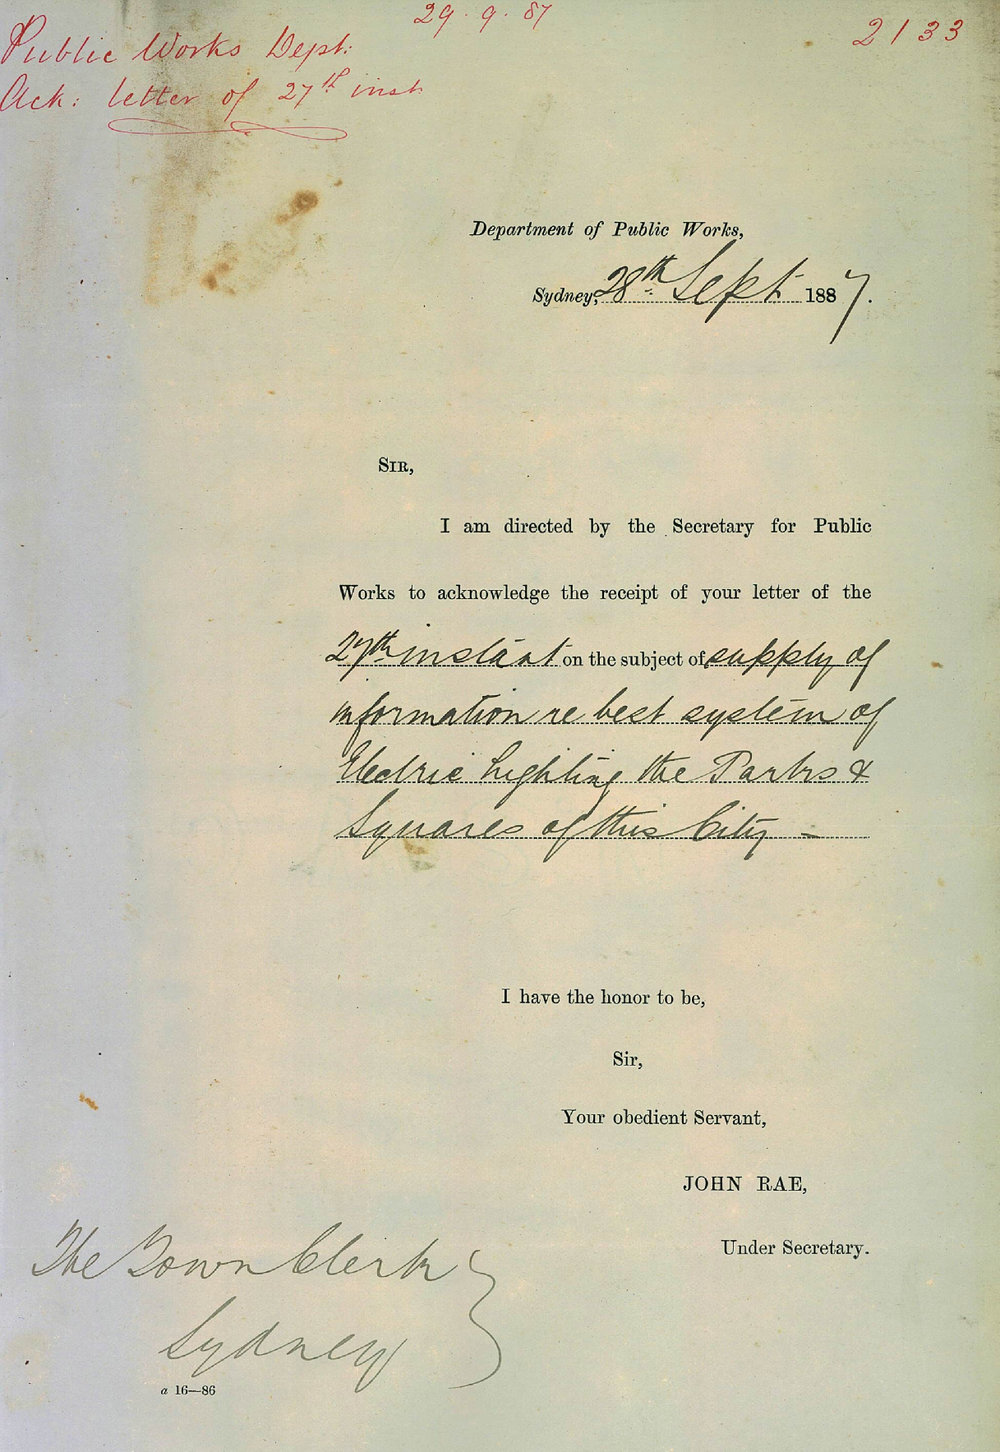 29.9.87
2133
Public Works Dept:
Ack: letter of 27th inst.
Department of Public Works,
Sydney, 28th Sept 1887.
SIR,
I am directed by the Secretary for Public
Works to acknowledge the receipt of your letter of the
27th instant on the subject of supply of
information re best system of
Electric Lighting the Parks &
Squares of this City –
I have the honor to be,
Sir,
Your obedient Servant,
JOHN RAE,
Under Secretary.
The Town Clerk
Sydney
a 16—86